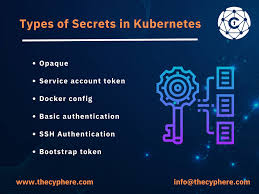 Types of Secrets in Kubernetes
Opaque
Service account token
Docker config
Basic authentication
SSH Authentication
Bootstrap token
www.thecyphere.com
info@thecyphere.com